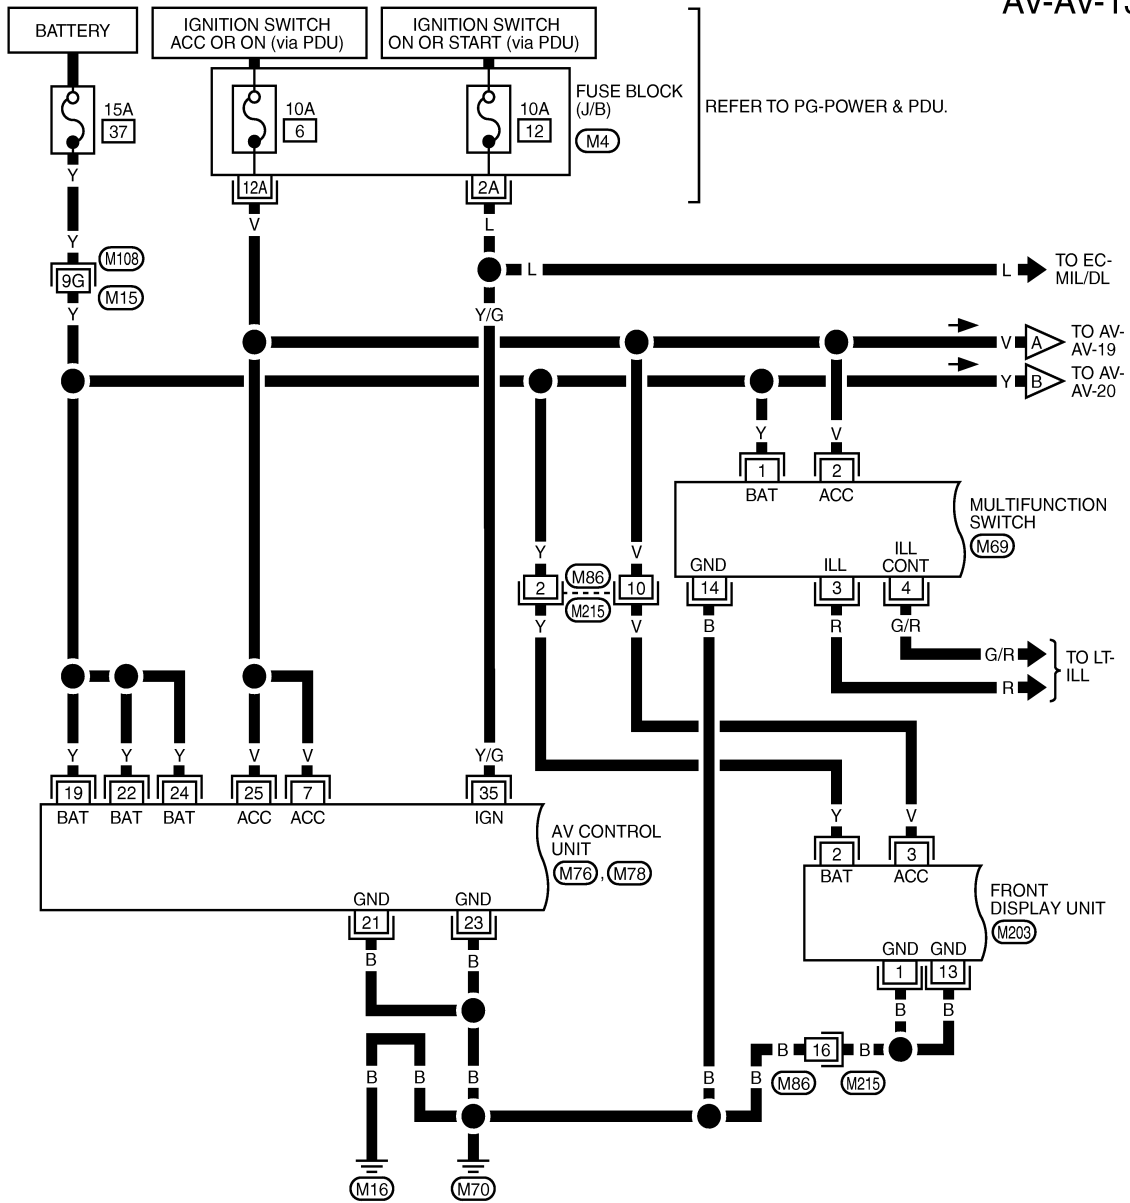 AV-AV-13
BATTERY
IGNITION SWITCH
ACC OR ON (via PDU)
IGNITION SWITCH
ON OR START (via PDU)
15A
37
10A
6
10A
12
FUSE BLOCK
(J/B)
M4
REFER TO PG-POWER & PDU.
12A
2A
Y
V
L
Y
M108
9G
M15
Y
L
L
TO EC-
MIL/DL
Y/G
V
A
TO AV-
AV-19
Y
B
TO AV-
AV-20
Y
V
1
2
BAT
ACC
MULTIFUNCTION
SWITCH
M69
GND
ILL
ILL
CONT
14
3
4
Y
V
2
M86
10
M215
Y
V
B
R
G/R
G/R
R
TO LT-
ILL
Y
Y
Y
V
V
Y/G
19
22
24
25
7
35
BAT
BAT
BAT
ACC
ACC
IGN
AV CONTROL
UNIT
M76 , M78
GND
GND
21
23
B
B
Y
V
2
3
BAT
ACC
FRONT
DISPLAY UNIT
M203
GND
GND
1
13
B
B
B
16
B
M86
M215
B
B
B
B
B
M16
M70